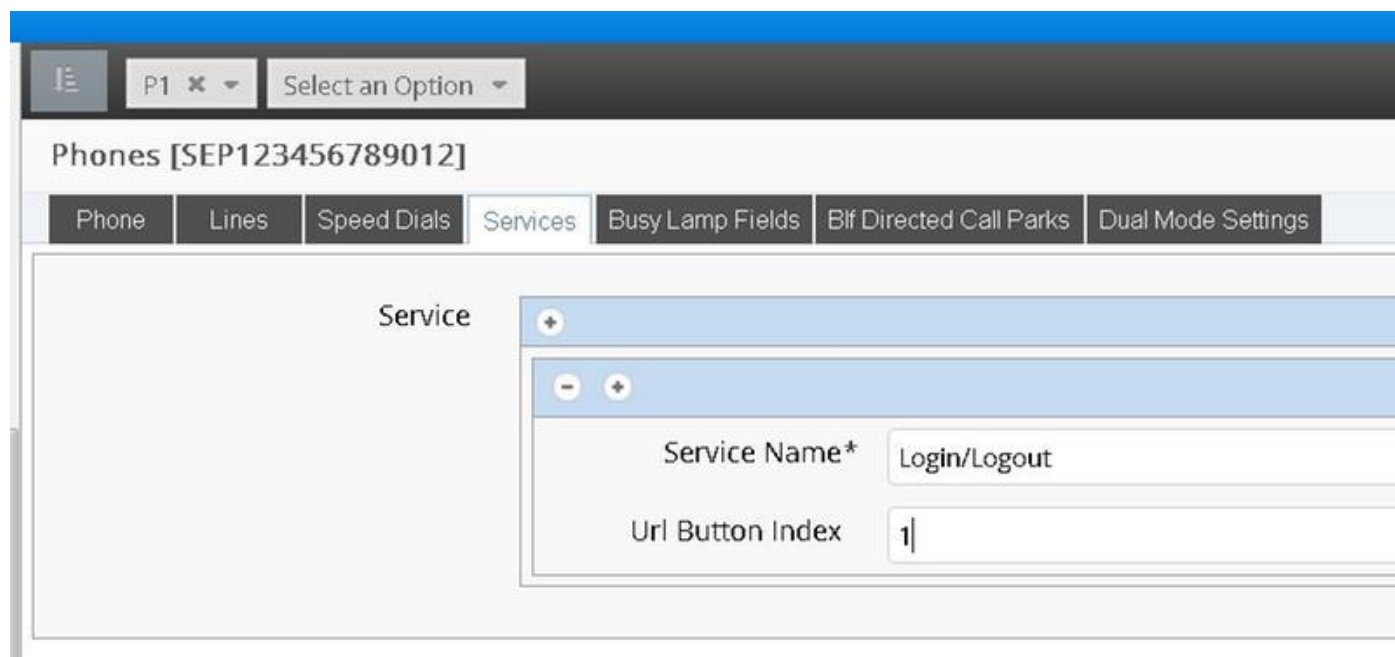 P1 Select an Option
Phones [SEP123456789012]
Phone Lines Speed Dials Services Busy Lamp Fields Blf Directed Call Parks Dual Mode Settings
Service
Service Name* Login/Logout
Url Button Index 1